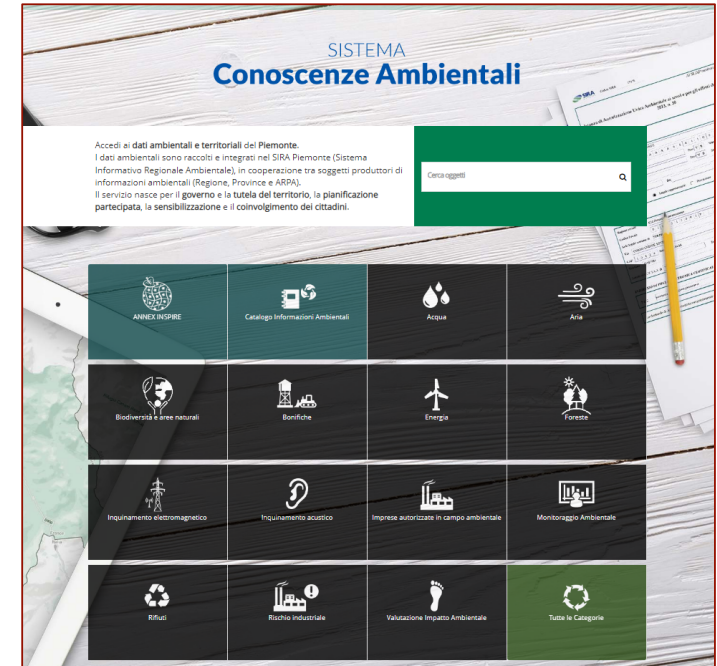 SISTEMA
Conoscenze Ambientali
SIRA
Accedi ai dati ambientali e territoriali del Piemonte.
I dati ambientali sono raccolti e integrati nel SIRA Piemonte (Sistema
Informativo Regionale Ambientale), in cooperazione tra soggetti produttori di
informazioni ambientali (Regione, Province e ARPA).
Il servizio nasce per il governo e la tutela del territorio, la pianificazione
partecipata, la sensibilizzazione e il coinvolgimento dei cittadini.
Cerca oggetti
ANNEX INSPIRE
Catalogo Informazioni Ambientali
Acqua
Aria
Biodiversità e aree naturali
Bonifiche
Energia
Foreste
Inquinamento elettromagnetico
Inquinamento acustico
Imprese autorizzate in campo ambientale
Monitoraggio Ambientale
Rifiuti
Rischio industriale
Valutazione Impatto Ambientale
Tutte le Categorie